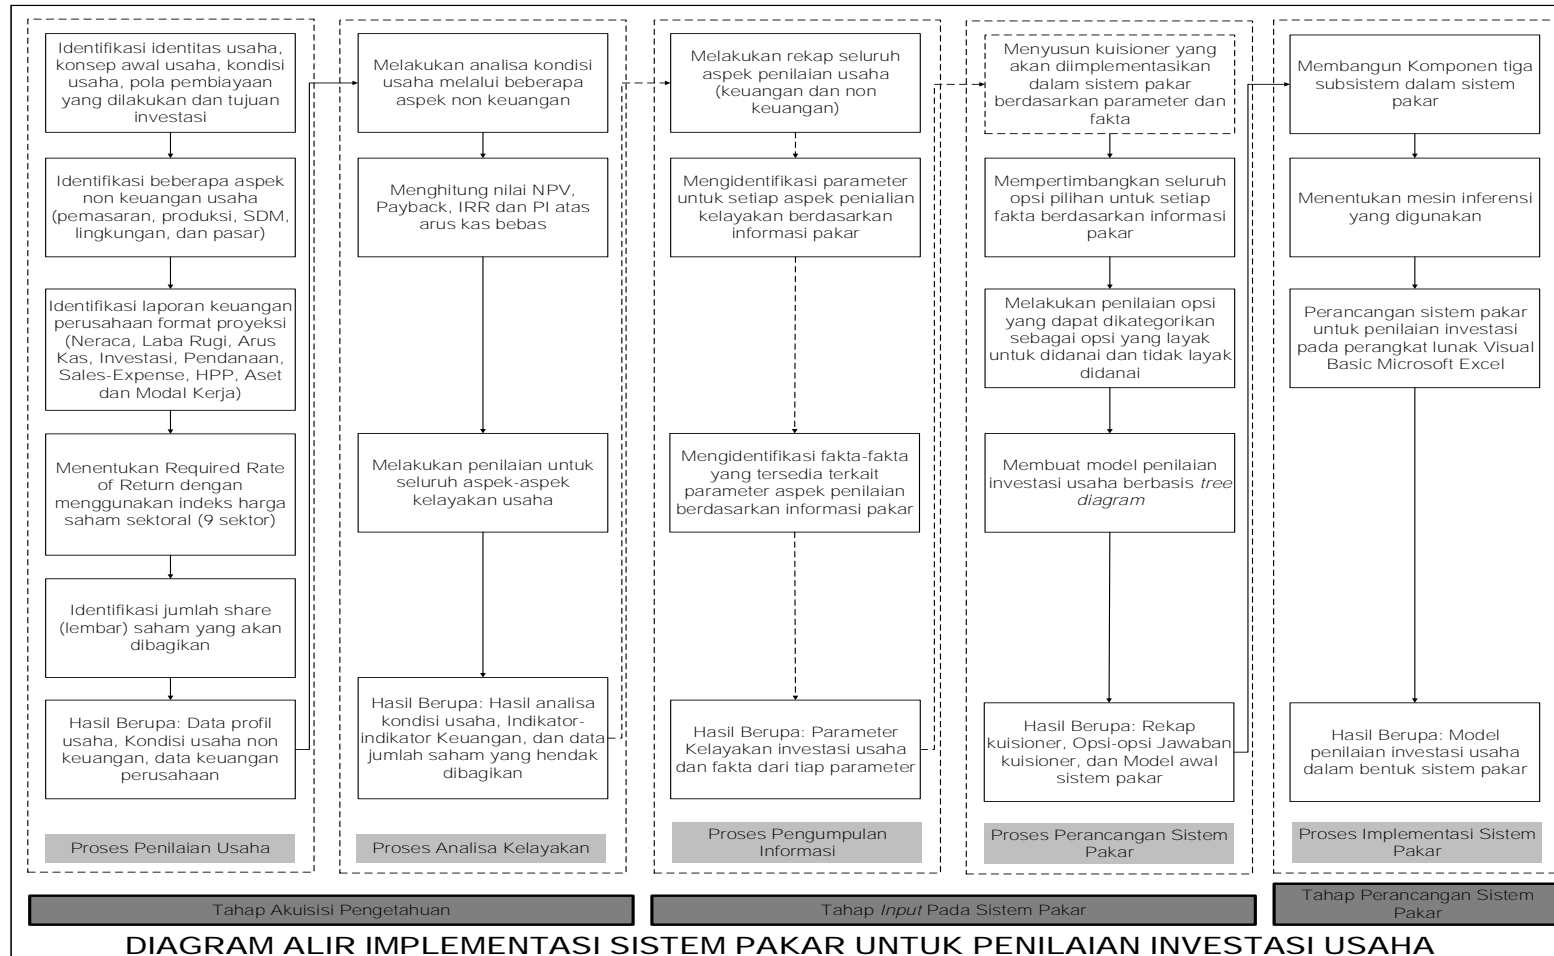 Identifikasi identitas usaha,
konsep awal usaha, kondisi
usaha, pola pembiayaan
yang dilakukan dan tujuan
investasi
Identifikasi beberapa aspek
non keuangan usaha
(pemasaran, produksi, SDM,
lingkungan, dan pasar)
Identifikasi laporan keuangan
perusahaan format proyeksi
(Neraca, Laba Rugi, Arus
Kas, Investasi, Pendanaan,
Sales-Expense, HPP, Aset
dan Modal Kerja)
Menentukan Required Rate
of Return dengan
menggunakan indeks harga
saham sektoral (9 sektor)
Identifikasi jumlah share
(lembar) saham yang akan
dibagikan
Hasil Berupa: Data profil
usaha, Kondisi usaha non
keuangan, data keuangan
perusahaan
Proses Penilaian Usaha
Melakukan analisa kondisi
usaha melalui beberapa
aspek non keuangan
Menghitung nilai NPV,
Payback, IRR dan PI atas
arus kas bebas
Melakukan penilaian untuk
seluruh aspek-aspek
kelayakan usaha
Hasil Berupa: Hasil analisa
kondisi usaha, Indikator-
indikator Keuangan, dan data
jumlah saham yang hendak
dibagikan
Proses Analisa Kelayakan
Melakukan rekap seluruh
aspek penilaian usaha
(keuangan dan non
keuangan)
Mengidentifikasi parameter
untuk setiap aspek penialian
kelayakan berdasarkan
informasi pakar
Mengidentifikasi fakta-fakta
yang tersedia terkait
parameter aspek penilaian
berdasarkan informasi pakar
Hasil Berupa: Parameter
Kelayakan investasi usaha
dan fakta dari tiap parameter
Proses Pengumpulan
Informasi
Menyusun kuisioner yang
akan diimplementasikan
dalam sistem pakar
berdasarkan parameter dan
fakta
Mempertimbangkan seluruh
opsi pilihan untuk setiap
fakta berdasarkan informasi
pakar
Melakukan penilaian opsi
yang dapat dikategorikan
sebagai opsi yang layak
untuk didanai dan tidak layak
didanai
Membuat model penilaian
investasi usaha berbasis tree
diagram
Hasil Berupa: Rekap
kuisioner, Opsi-opsi Jawaban
kuisioner, dan Model awal
sistem pakar
Proses Perancangan Sistem
Pakar
Membangun Komponen tiga
subsistem dalam sistem
pakar
Menentukan mesin inferensi
yang digunakan
Perancangan sistem pakar
untuk penilaian investasi
pada perangkat lunak Visual
Basic Microsoft Excel
Hasil Berupa: Model
penilaian investasi usaha
dalam bentuk sistem pakar
Proses Implementasi Sistem
Pakar
Tahap Akuisisi Pengetahuan
Tahap Input Pada Sistem Pakar
Tahap Perancangan Sistem
Pakar
DIAGRAM ALIR IMPLEMENTASI SISTEM PAKAR UNTUK PENILAIAN INVESTASI USAHA